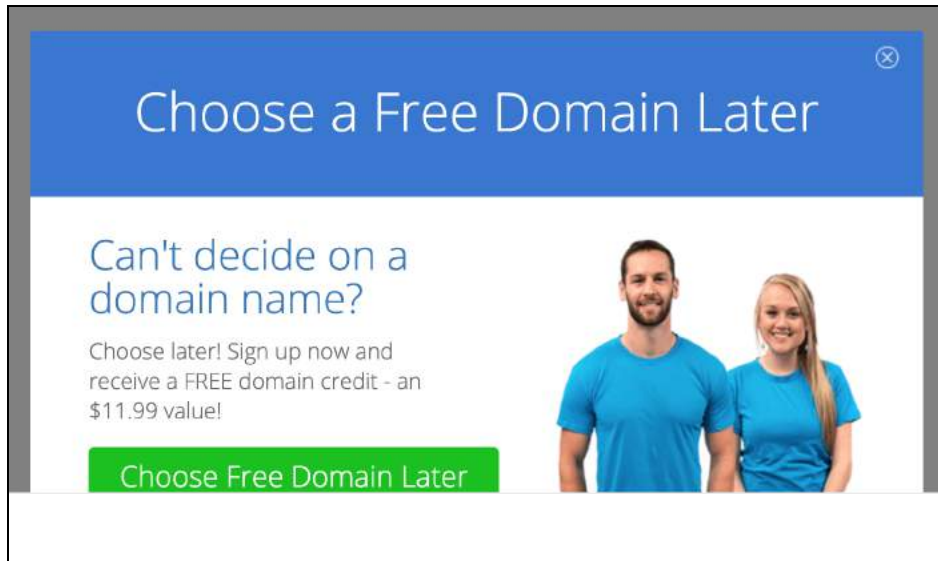 Choose a Free Domain Later
Can't decide on a
domain name?
Choose later! Sign up now and
receive a FREE domain credit - an
$11.99 value!
Choose Free Domain Later